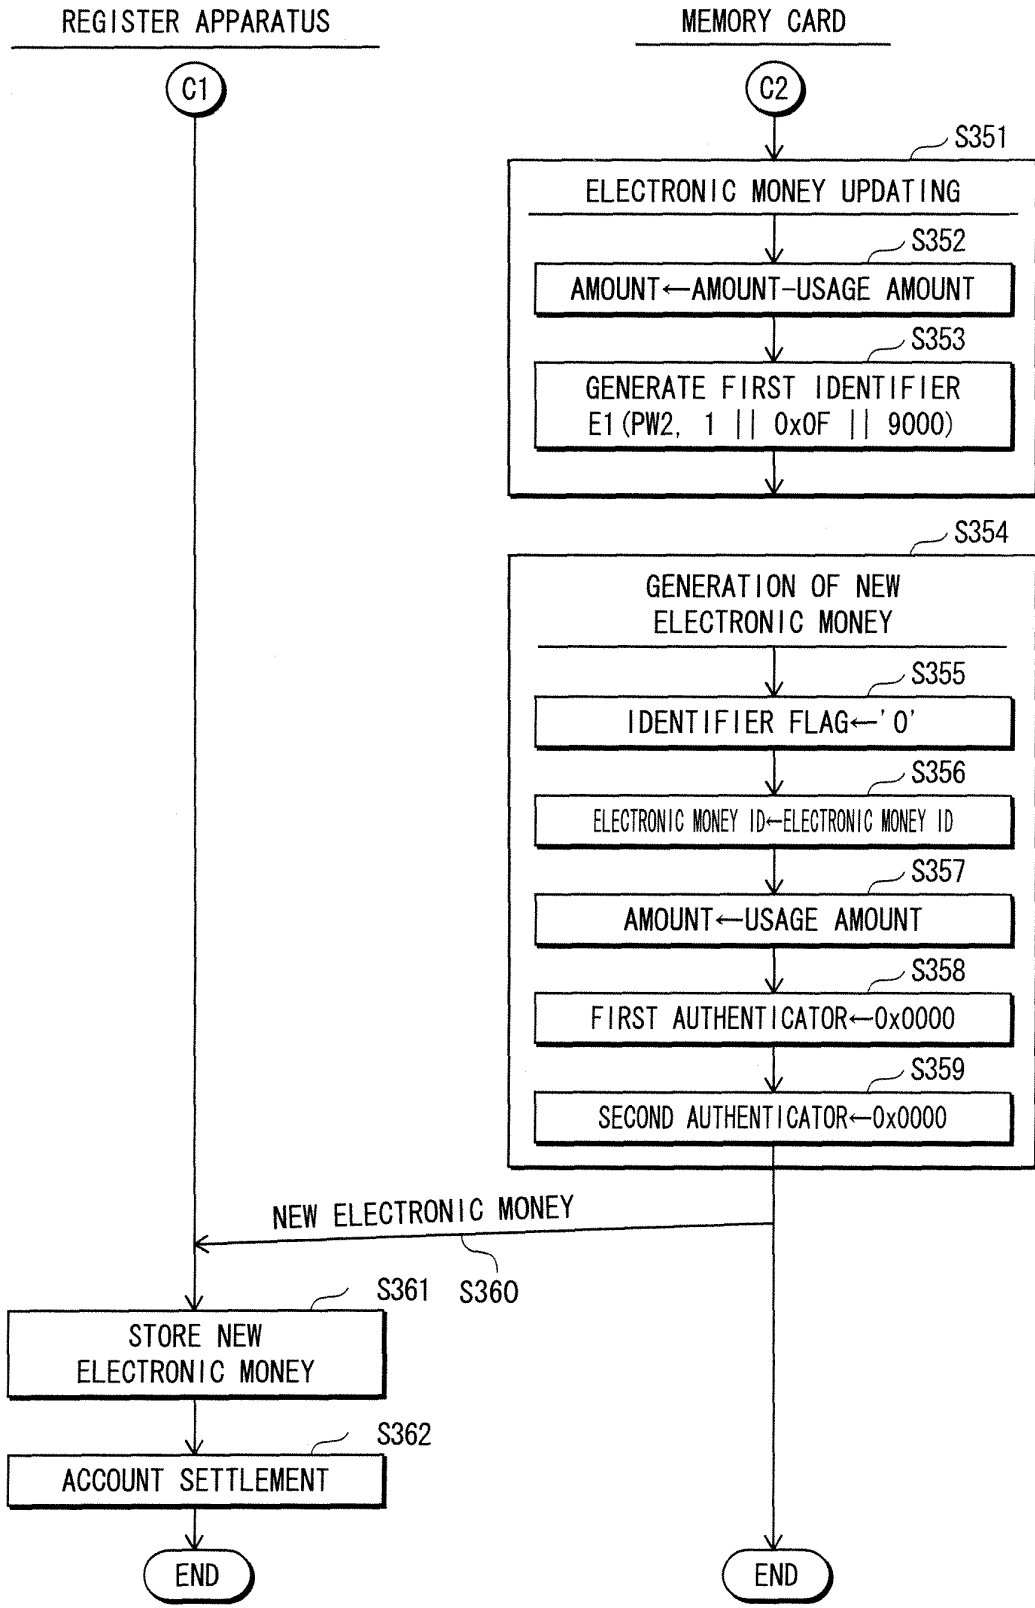 REGISTER APPARATUS
MEMORY CARD
C1
C2
S351
ELECTRONIC MONEY UPDATING
S352
AMOUNT←AMOUNT-USAGE AMOUNT
S353
GENERATE FIRST IDENTIFIER
E1(PW2, 1 || 0x0F || 9000)
S354
GENERATION OF NEW
ELECTRONIC MONEY
S355
IDENTIFIER FLAG←'0'
S356
ELECTRONIC MONEY ID←ELECTRONIC MONEY ID
S357
AMOUNT←USAGE AMOUNT
S358
FIRST AUTHENTICATOR←0x0000
S359
SECOND AUTHENTICATOR←0x0000
NEW ELECTRONIC MONEY
S360
S361
STORE NEW
ELECTRONIC MONEY
S362
ACCOUNT SETTLEMENT
END
END